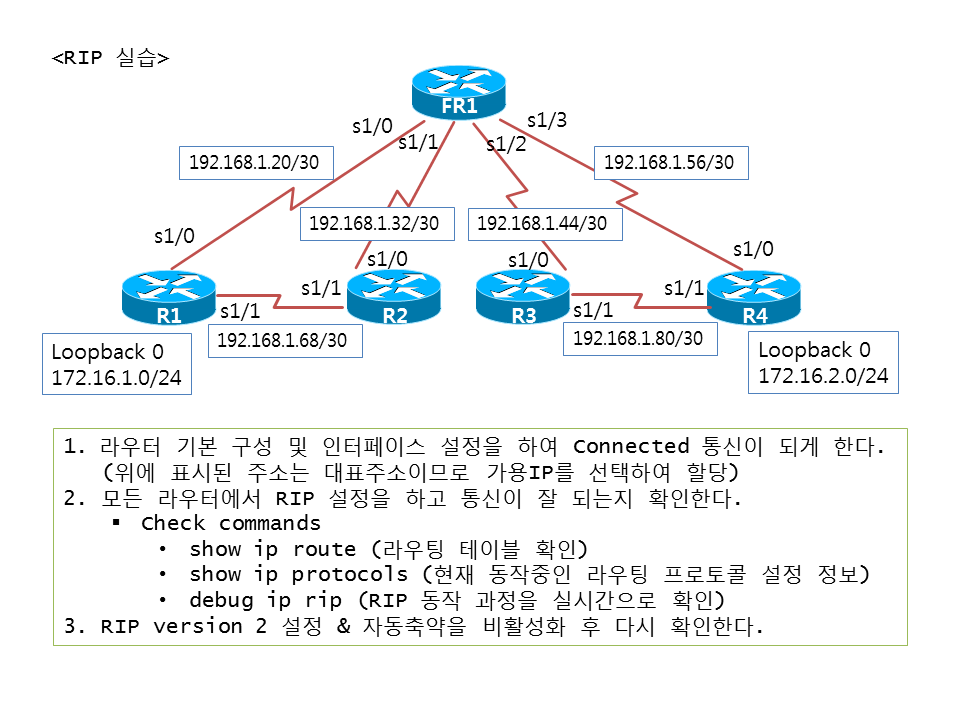 <RIP 실습>
FR1
s1/0
s1/1
s1/2
s1/3
192.168.1.20/30
192.168.1.56/30
192.168.1.32/30
192.168.1.44/30
s1/0
s1/0
s1/0
s1/0
R1
s1/1
s1/1
R2
R3
s1/1
s1/1
R4
192.168.1.68/30
192.168.1.80/30
Loopback 0
172.16.1.0/24
Loopback 0
172.16.2.0/24
1. 라우터 기본 구성 및 인터페이스 설정을 하여 Connected 통신이 되게 한다.
(위에 표시된 주소는 대표주소이므로 가용IP를 선택하여 할당)
2. 모든 라우터에서 RIP 설정을 하고 통신이 잘 되는지 확인한다.
▪ Check commands
• show ip route (라우팅 테이블 확인)
• show ip protocols (현재 동작중인 라우팅 프로토콜 설정 정보)
• debug ip rip (RIP 동작 과정을 실시간으로 확인)
3. RIP version 2 설정 & 자동축약을 비활성화 후 다시 확인한다.